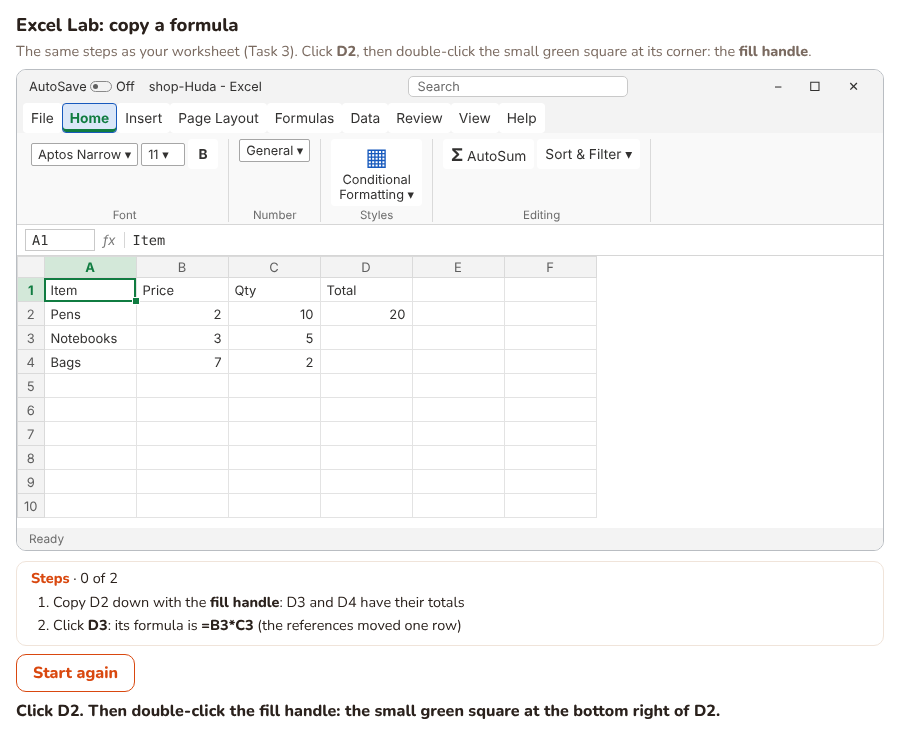 Excel Lab: copy a formula
The same steps as your worksheet (Task 3). Click D2, then double-click the small green square at its corner: the fill handle.
AutoSave Off shop-Huda - Excel Search
File Home Insert Page Layout Formulas Data Review View Help
Aptos Narrow ▾ 11 ▾ B General ▾ Conditional Formatting ▾ Σ AutoSum Sort & Filter ▾
Font Number Styles Editing
A1 fx Item
A B C D E F
1 Item Price Qty Total
2 Pens 2 10 20
3 Notebooks 3 5
4 Bags 7 2
5
6
7
8
9
10
Ready
Steps · 0 of 2
1. Copy D2 down with the fill handle: D3 and D4 have their totals
2. Click D3: its formula is =B3*C3 (the references moved one row)
Start again
Click D2. Then double-click the fill handle: the small green square at the bottom right of D2.